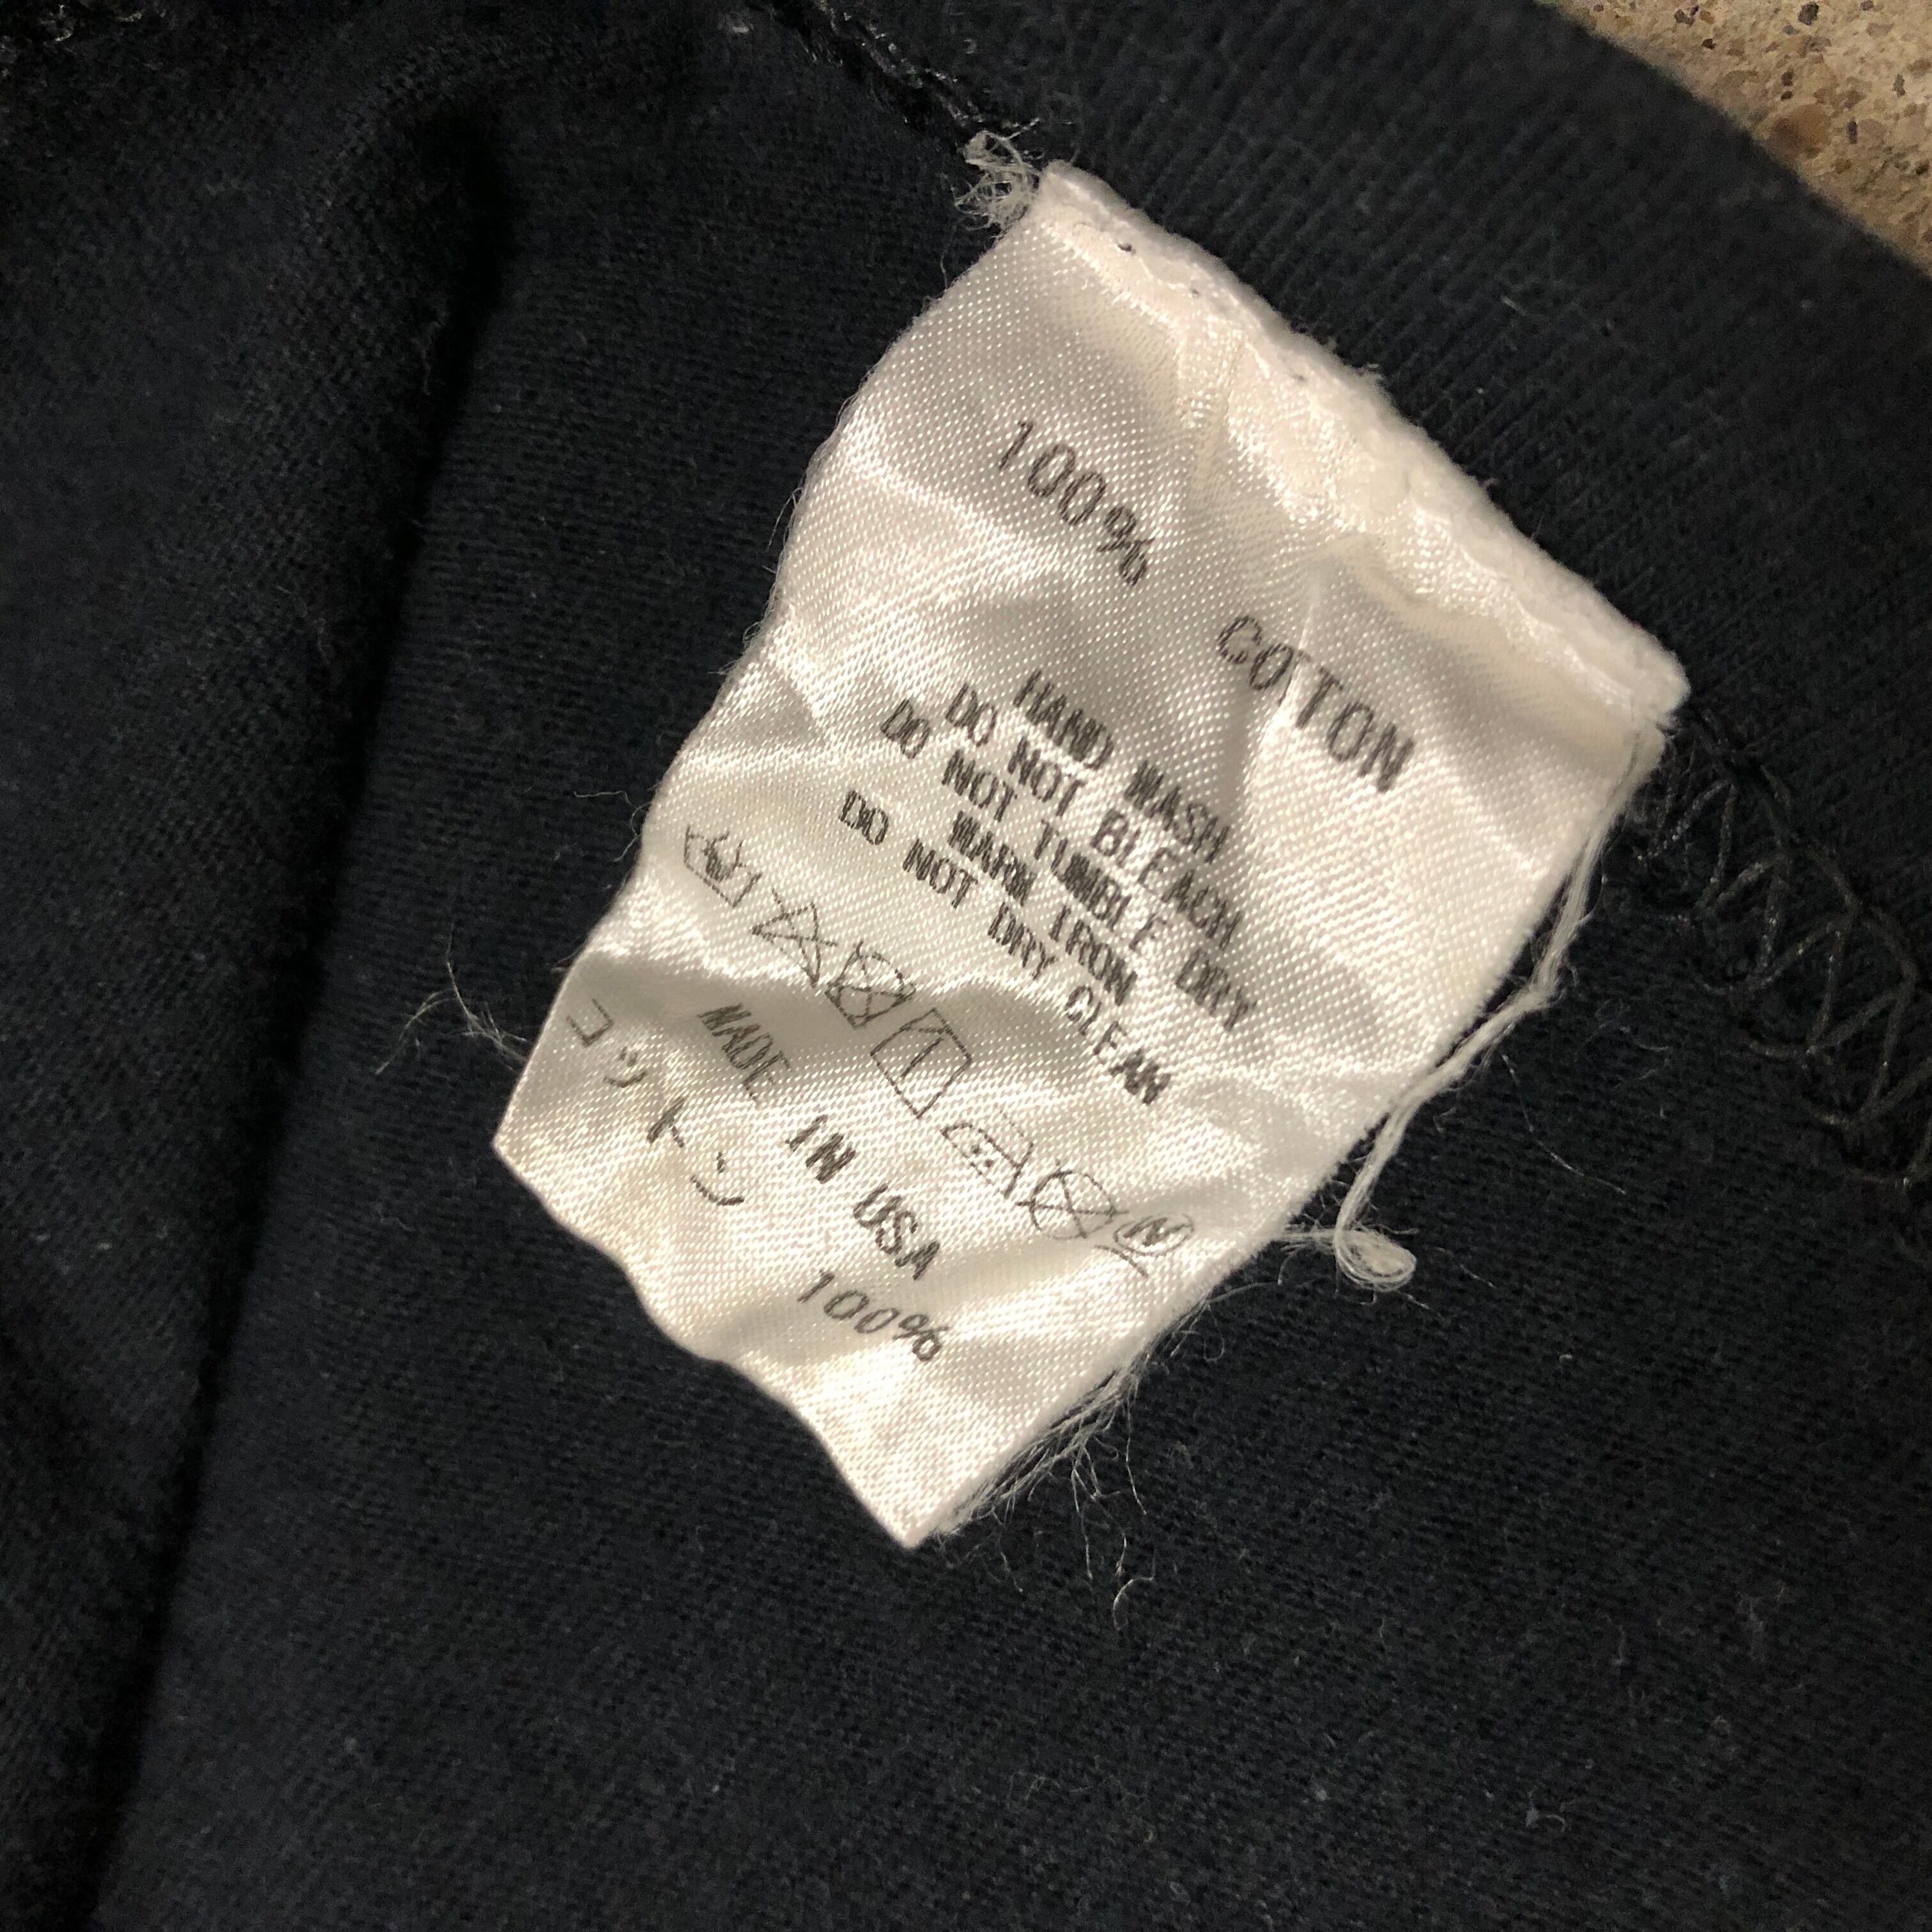 100% COTTON
HAND WASH
DO NOT BLEACH
DO NOT TUMBLE DRY
WARM IRON
DO NOT DRY CLEAN
MADE IN USA
コットン 100%